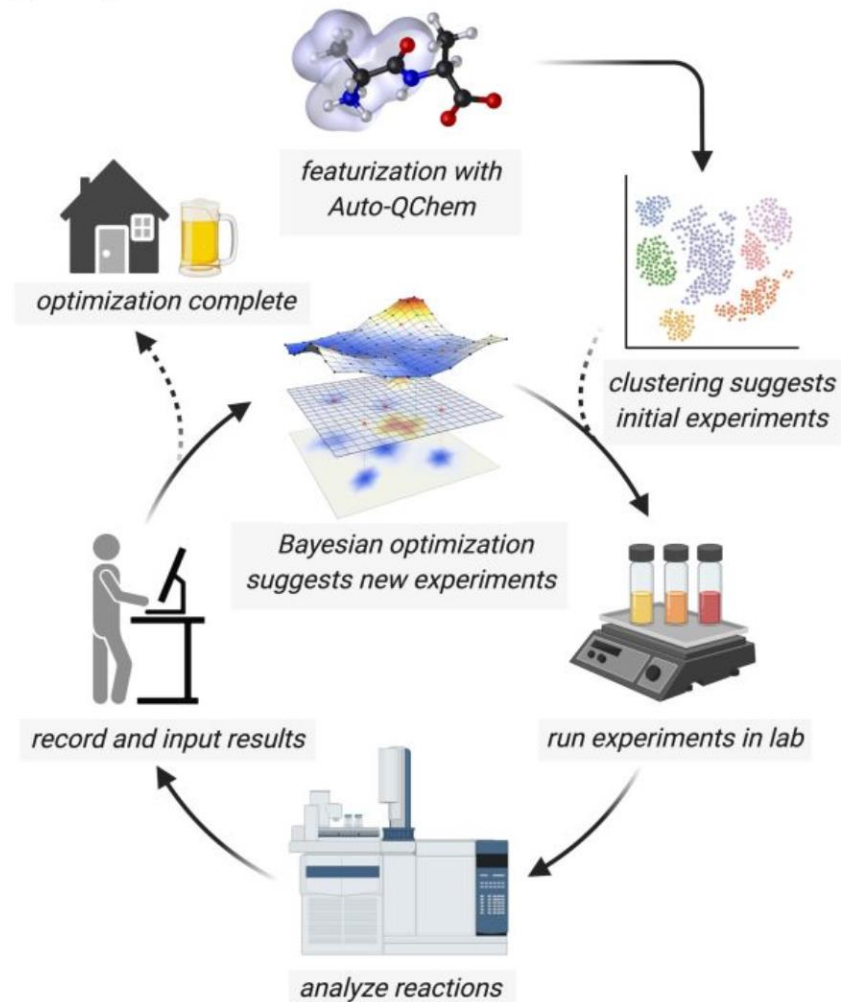 featurization with
Auto-QChem
optimization complete
clustering suggests
initial experiments
Bayesian optimization
suggests new experiments
record and input results
run experiments in lab
analyze reactions